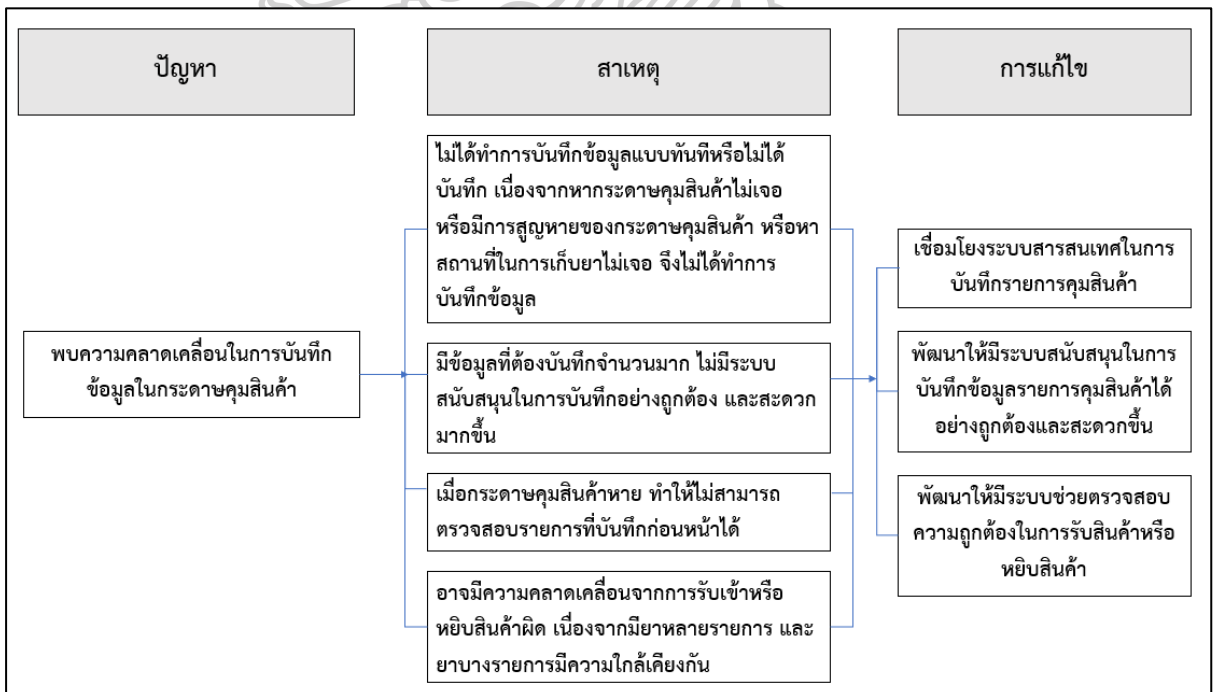 ปัญหา
สาเหตุ
การแก้ไข
พบความคลาดเคลื่อนในการบันทึก
ข้อมูลในกระดาษคุมสินค้า
ไม่ได้ทำการบันทึกข้อมูลแบบทันทีหรือไม่ได้
บันทึก เนื่องจากหากระดาษคุมสินค้าไม่เจอ
หรือมีการสูญหายของกระดาษคุมสินค้า หรือหา
สถานที่ในการเก็บยาไม่เจอ จึงไม่ได้ทำการ
บันทึกข้อมูล
มีข้อมูลที่ต้องบันทึกจำนวนมาก ไม่มีระบบ
สนับสนุนในการบันทึกอย่างถูกต้อง และสะดวก
มากขึ้น
เมื่อกระดาษคุมสินค้าหาย ทำให้ไม่สามารถ
ตรวจสอบรายการที่บันทึกก่อนหน้าได้
อาจมีความคลาดเคลื่อนจากการรับเข้าหรือ
หยิบสินค้าผิด เนื่องจากมียาหลายรายการ และ
ยาบางรายการมีความใกล้เคียงกัน
เชื่อมโยงระบบสารสนเทศในการ
บันทึกรายการคุมสินค้า
พัฒนาให้มีระบบสนับสนุนในการ
บันทึกข้อมูลรายการคุมสินค้าได้
อย่างถูกต้องและสะดวกขึ้น
พัฒนาให้มีระบบช่วยตรวจสอบ
ความถูกต้องในการรับสินค้าหรือ
หยิบสินค้า